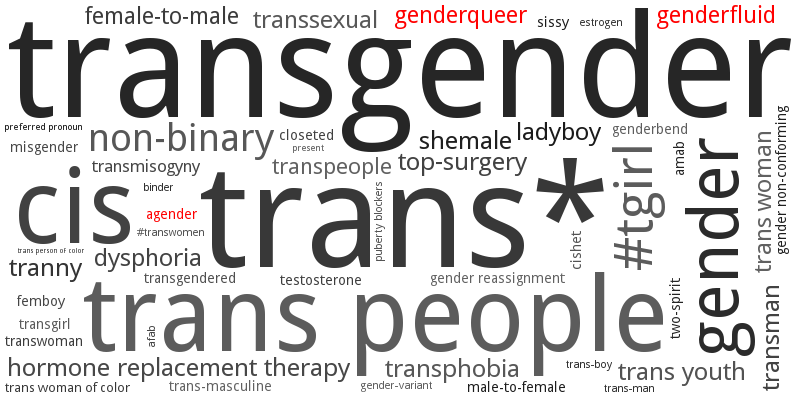 female-to-male
transsexual
genderqueer
sissy
estrogen
genderfluid
transgender
preferred pronoun
non-binary
closeted
present
shemale
ladyboy
genderbend
misgender
transmisogyny
transpeople
top-surgery
amab
gender non-conforming
trans woman
#tgirl
gender
cis
binder
agender
#transwomen
trans*
puberty blockers
cishet
trans person of color
tranny
dysphoria
transgendered
testosterone
gender reassignment
femboy
transgirl
transwoman
afab
trans people
two-spirit
transman
hormone replacement therapy
transphobia
trans-boy
trans youth
trans woman of color
trans-masculine
gender-variant
male-to-female
trans-man